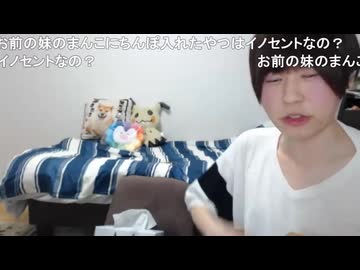 お前の妹のまんこにちんぽ入れたやつはイノセントなの？
イノセントなの？
お前の妹のまんこ